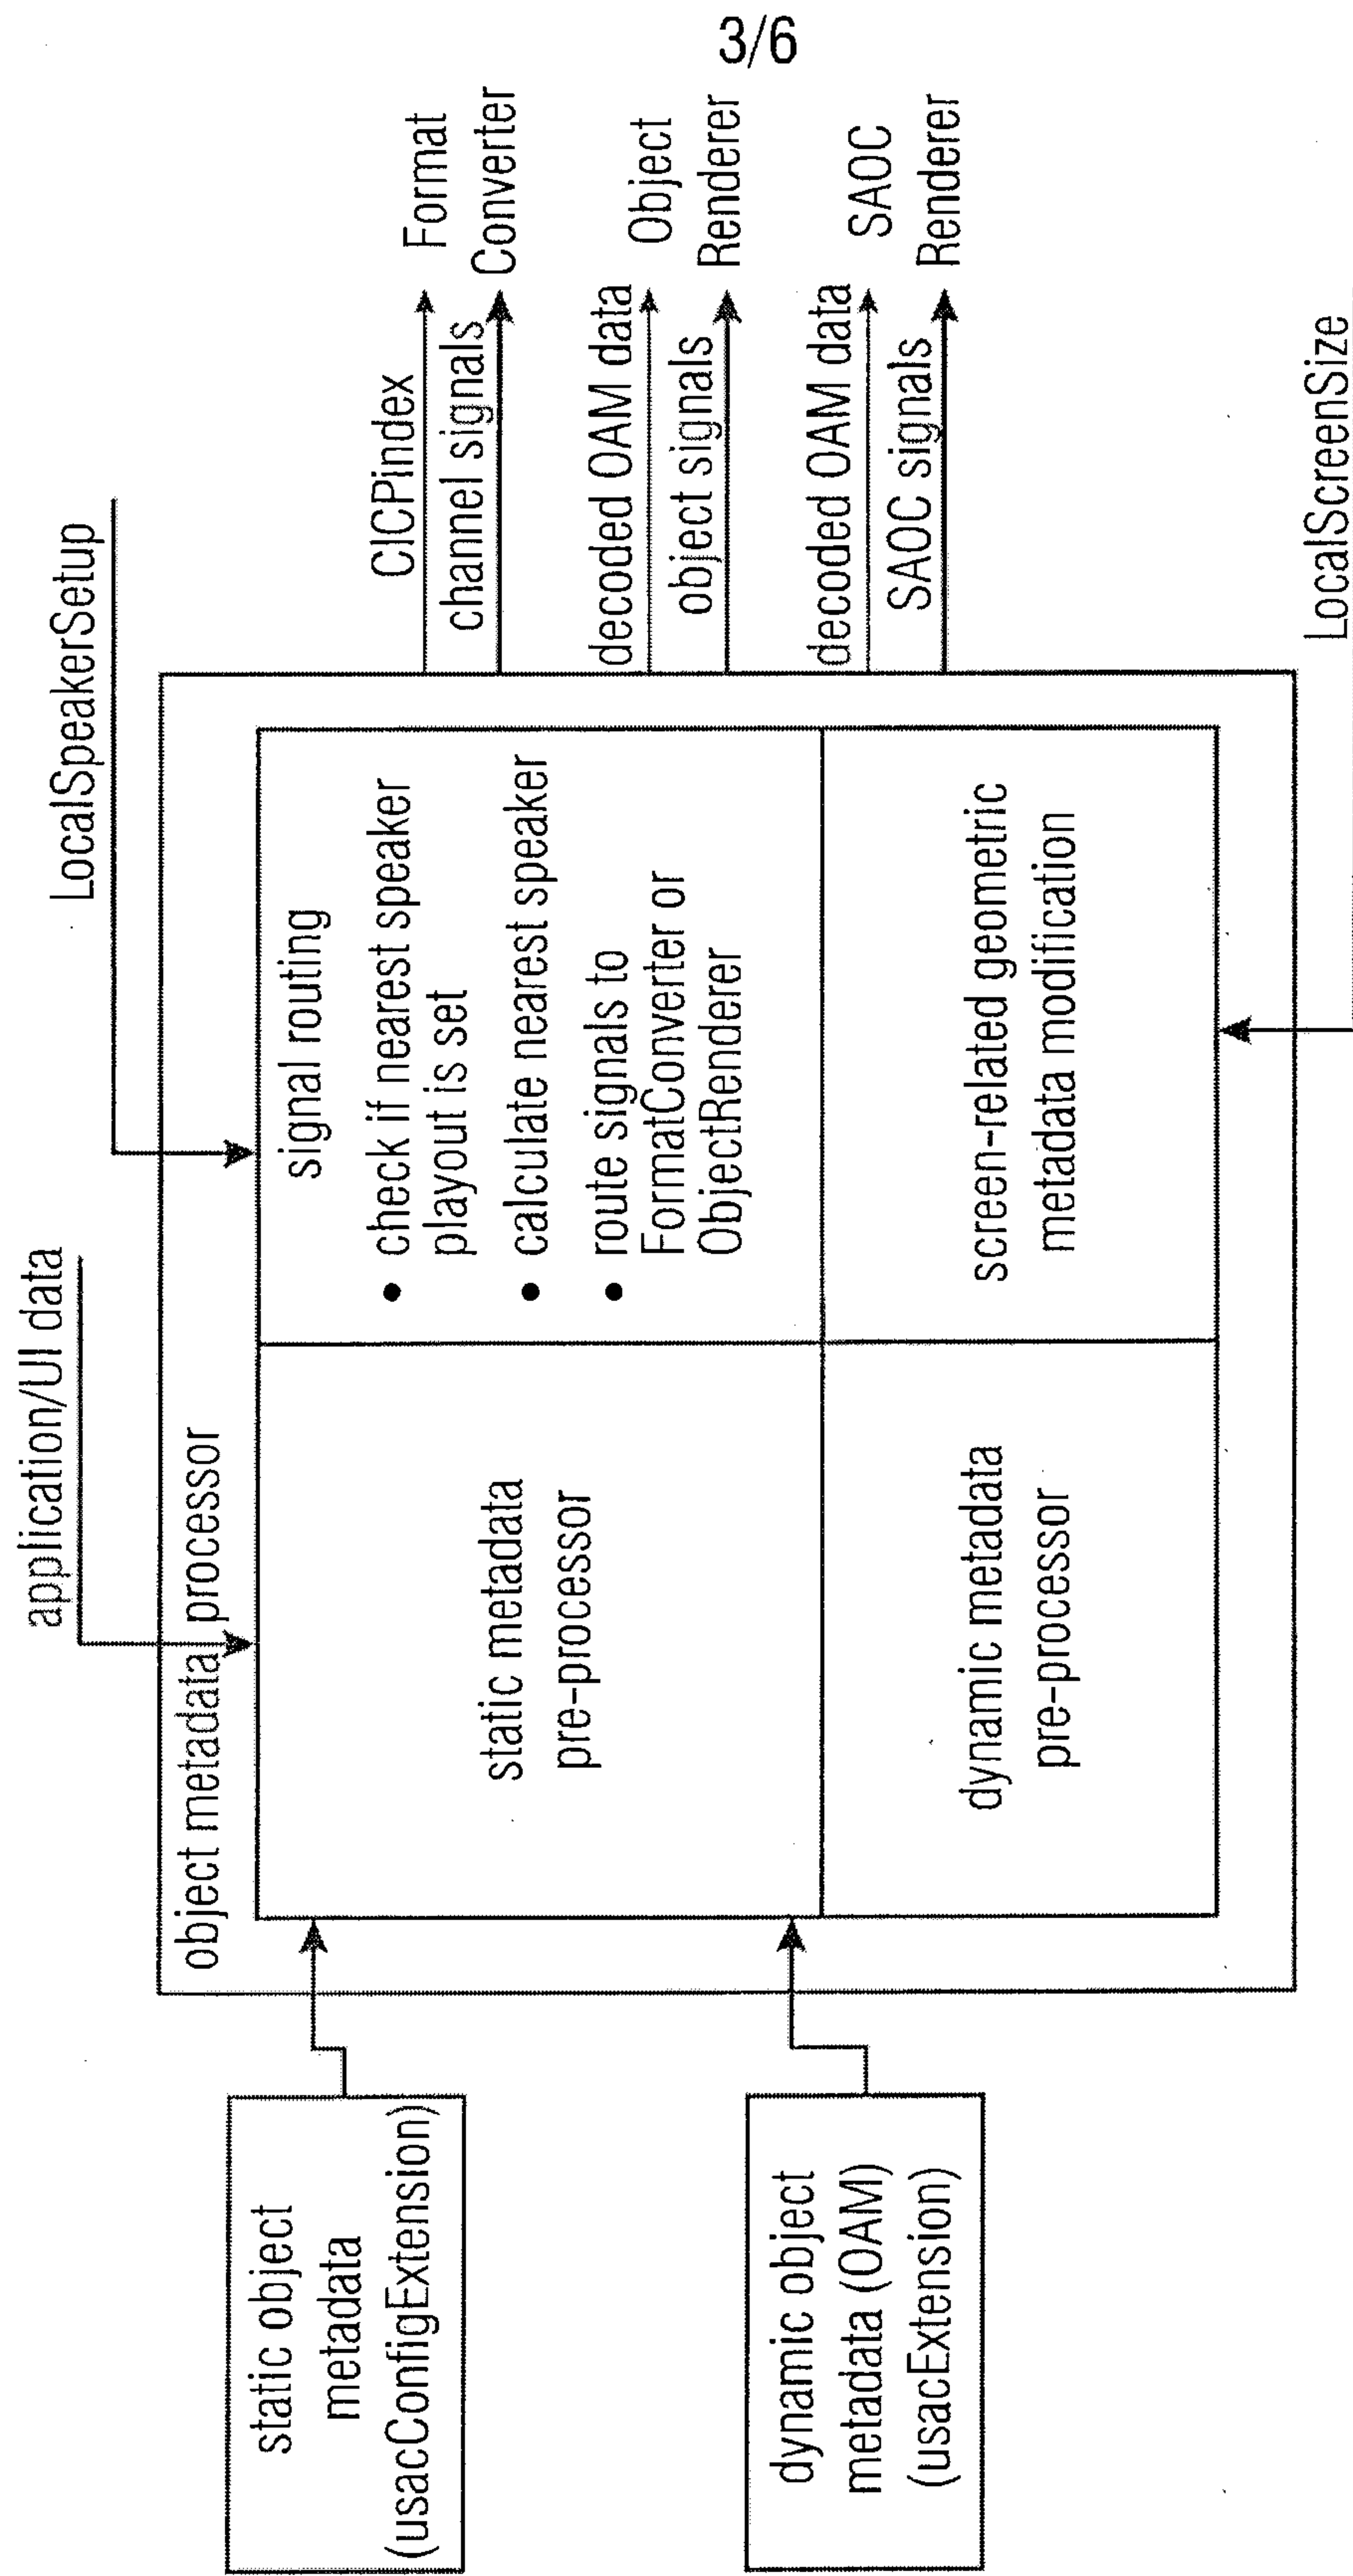 3/6
application/UI data
LocalSpeakerSetup
object metadata processor
static object
metadata
(usacConfigExtension)
dynamic object
metadata (OAM)
(usacExtension)
static metadata
pre-processor
dynamic metadata
pre-processor
signal routing
• check if nearest speaker
playout is set
• calculate nearest speaker
• route signals to
FormatConverter or
ObjectRenderer
screen-related geometric
metadata modification
CICPindex
channel signals
Format
Converter
decoded OAM data
object signals
Object
Renderer
decoded OAM data
SAOC signals
SAOC
Renderer
LocalScreenSize